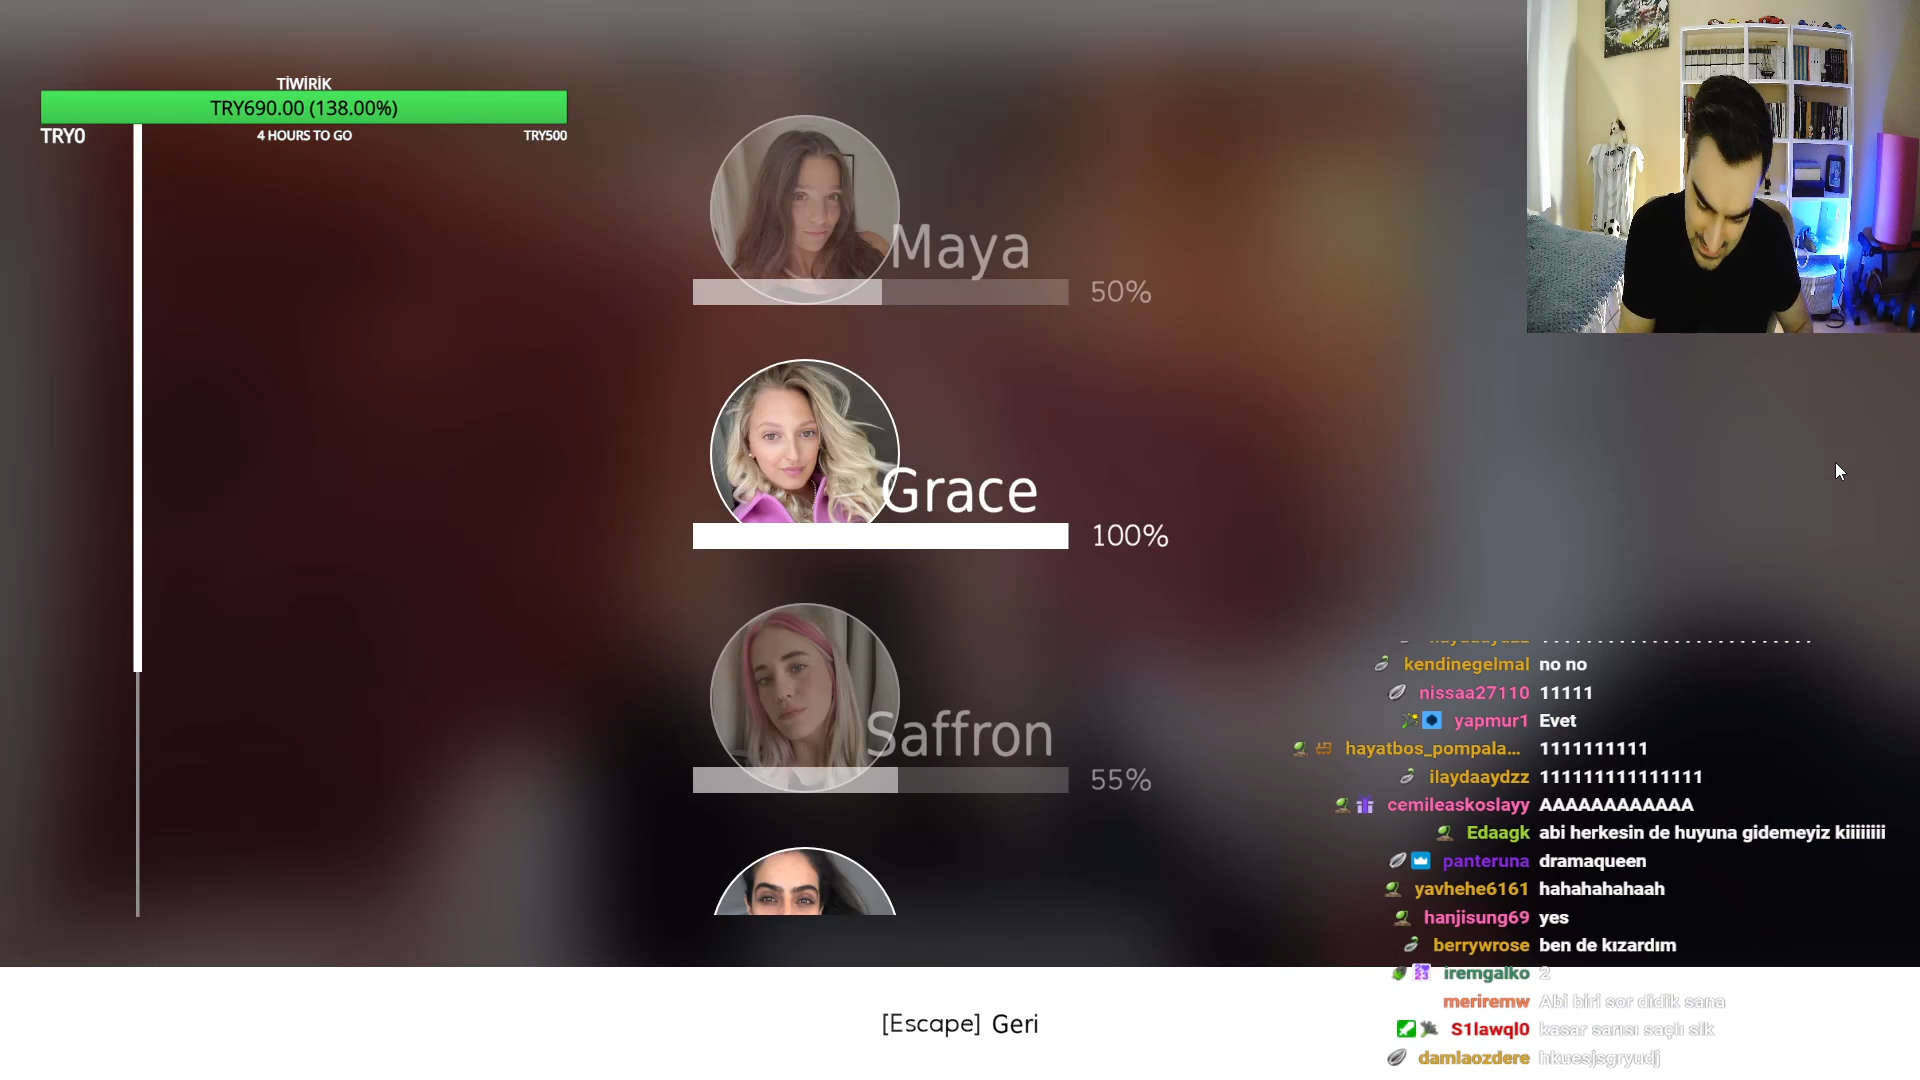 TİWİRİK
TRY690.00 (138.00%)
TRY0
4 HOURS TO GO
TRY500
Maya
50%
Grace
100%
Saffron
55%
kendinegelmal no no
nissaa27110 11111
yapmur1 Evet
hayatbos_pompala... 1111111111
ilaydaaydzz 111111111111111
cemileaskoslayy AAAAAAAAAAAA
Edaagk abi herkesin de huyuna gidemeyiz kiiiiiiii
panteruna dramaqueen
yavhehe6161 hahahahahaah
hanjisung69 yes
berrywrose ben de kızardım
iremgalko 2
meriremw Abi biri sor didik sana
S1lawql0 kasar sarısı saçlı slk
damlaozdere hkuesjsgryudj
[Escape] Geri